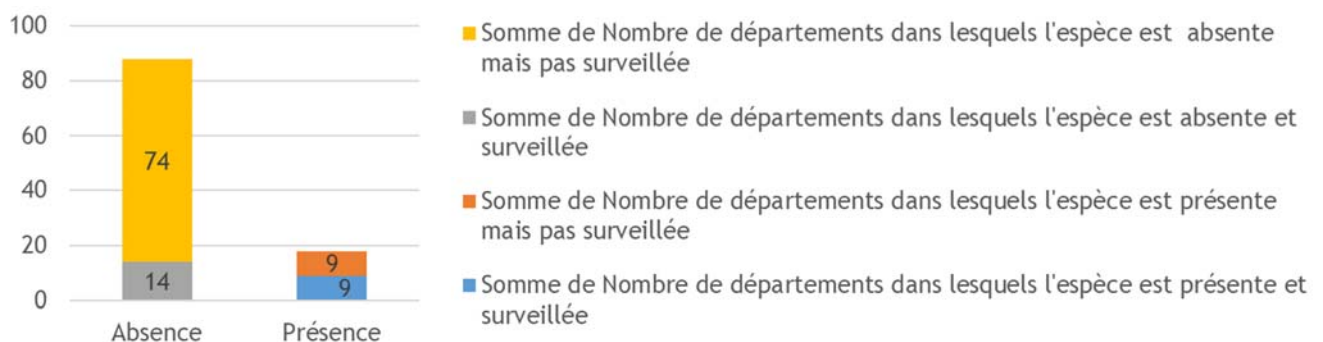 100
80
60
40
20
0
74
14
9
9
Absence
Présence
Somme de Nombre de départements dans lesquels l'espèce est  absente
mais pas surveillée
Somme de Nombre de départements dans lesquels l'espèce est absente et
surveillée
Somme de Nombre de départements dans lesquels l'espèce est présente
mais pas surveillée
Somme de Nombre de départements dans lesquels l'espèce est présente et
surveillée